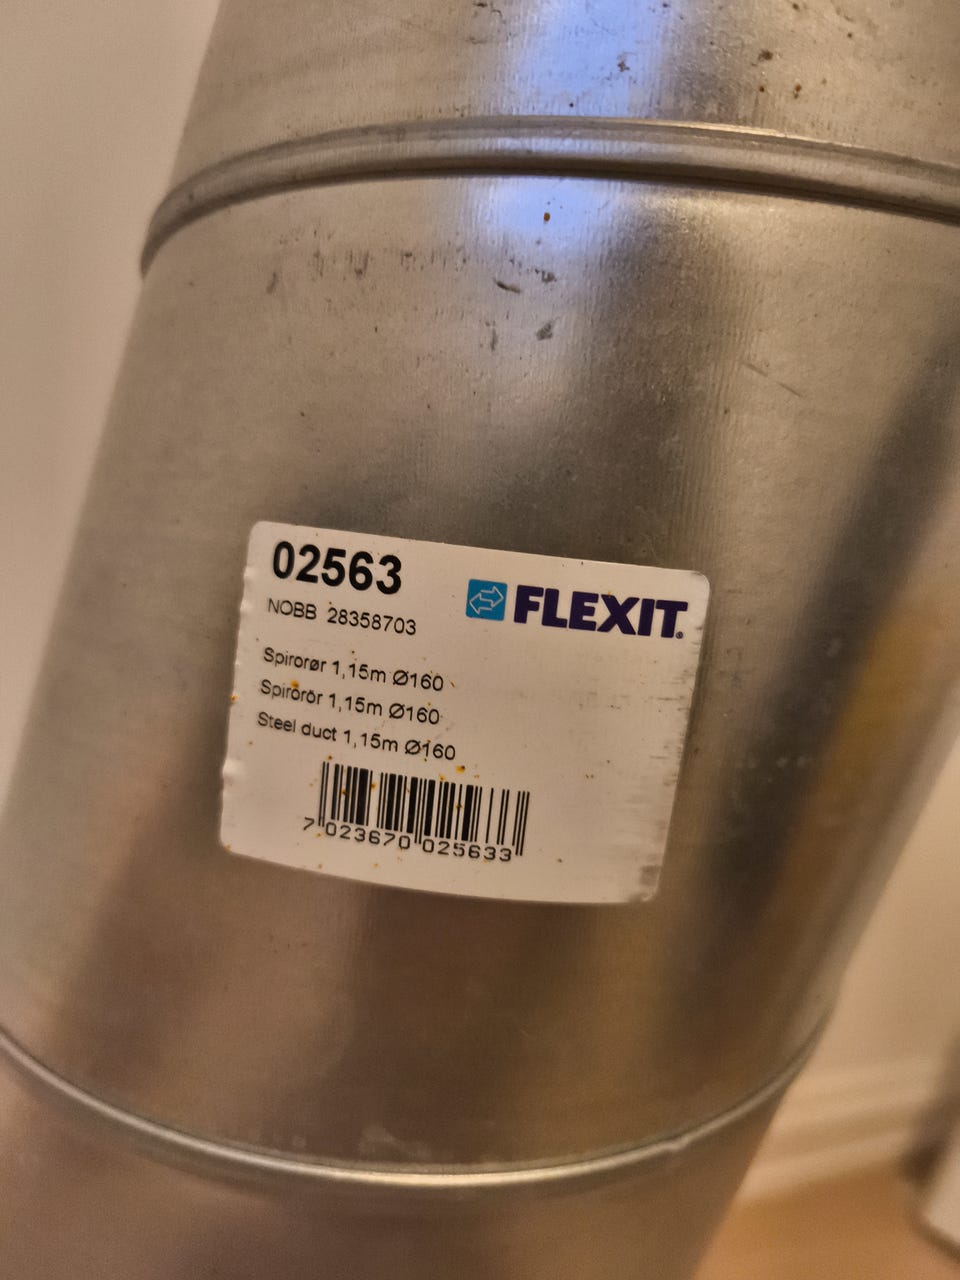 02563
FLEXIT
NOBB 28358703
Spirorør 1,15m Ø160
Spirorör 1,15m Ø160
Steel duct 1,15m Ø160
7 023670 025633